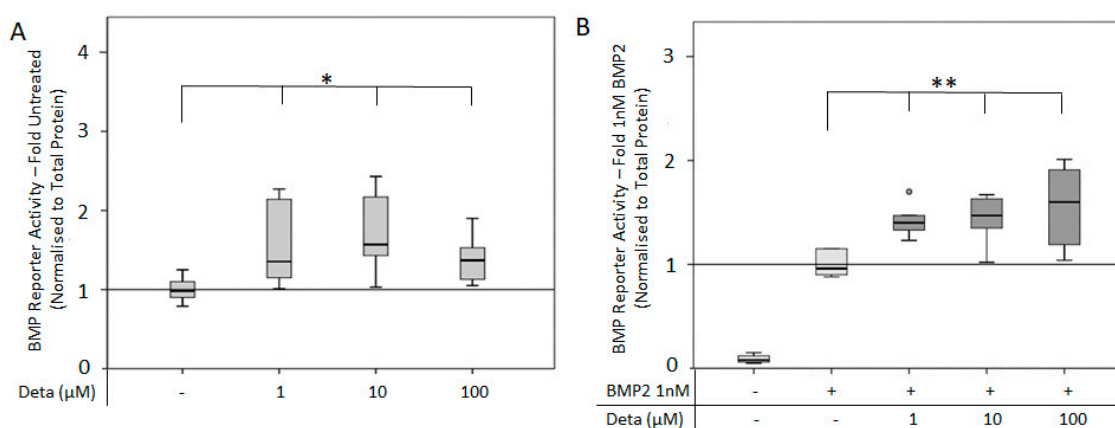 A
BMP Reporter Activity – Fold Untreated
(Normalised to Total Protein)
4
3
2
1
0
*
Deta (µM)
- 1 10 100
B
BMP Reporter Activity – Fold 1nM BMP2
(Normalised to Total Protein)
3
2
1
0
**
BMP2 1nM - + + + +
Deta (µM) - - 1 10 100